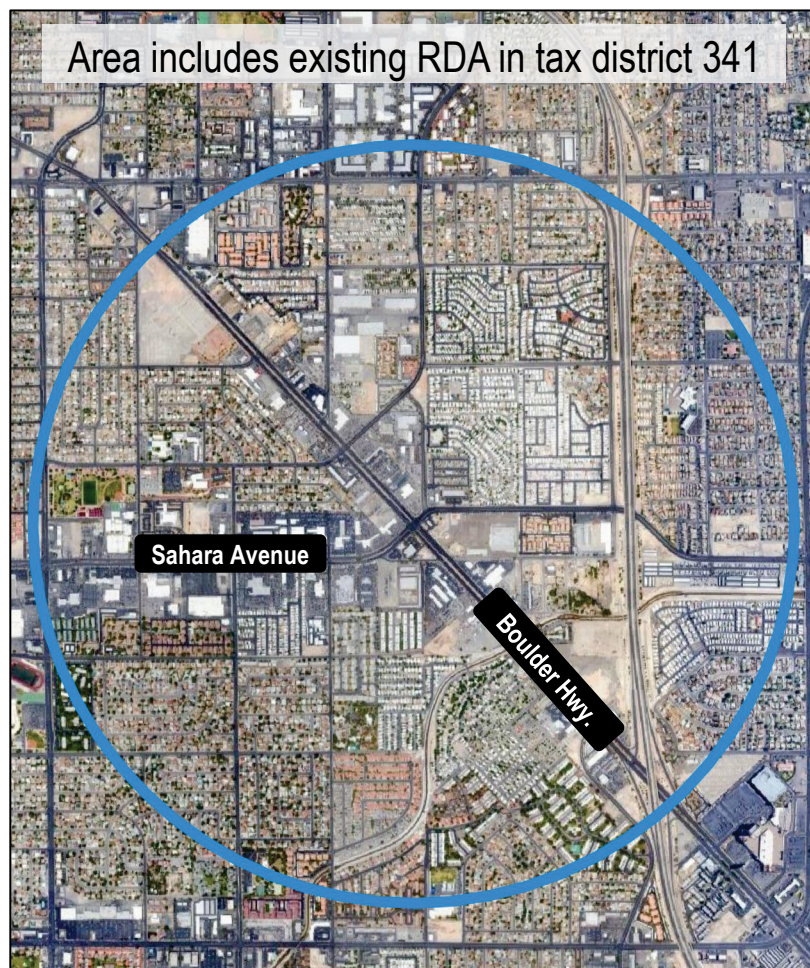 Area includes existing RDA in tax district 341
Sahara Avenue
Boulder Hwy.